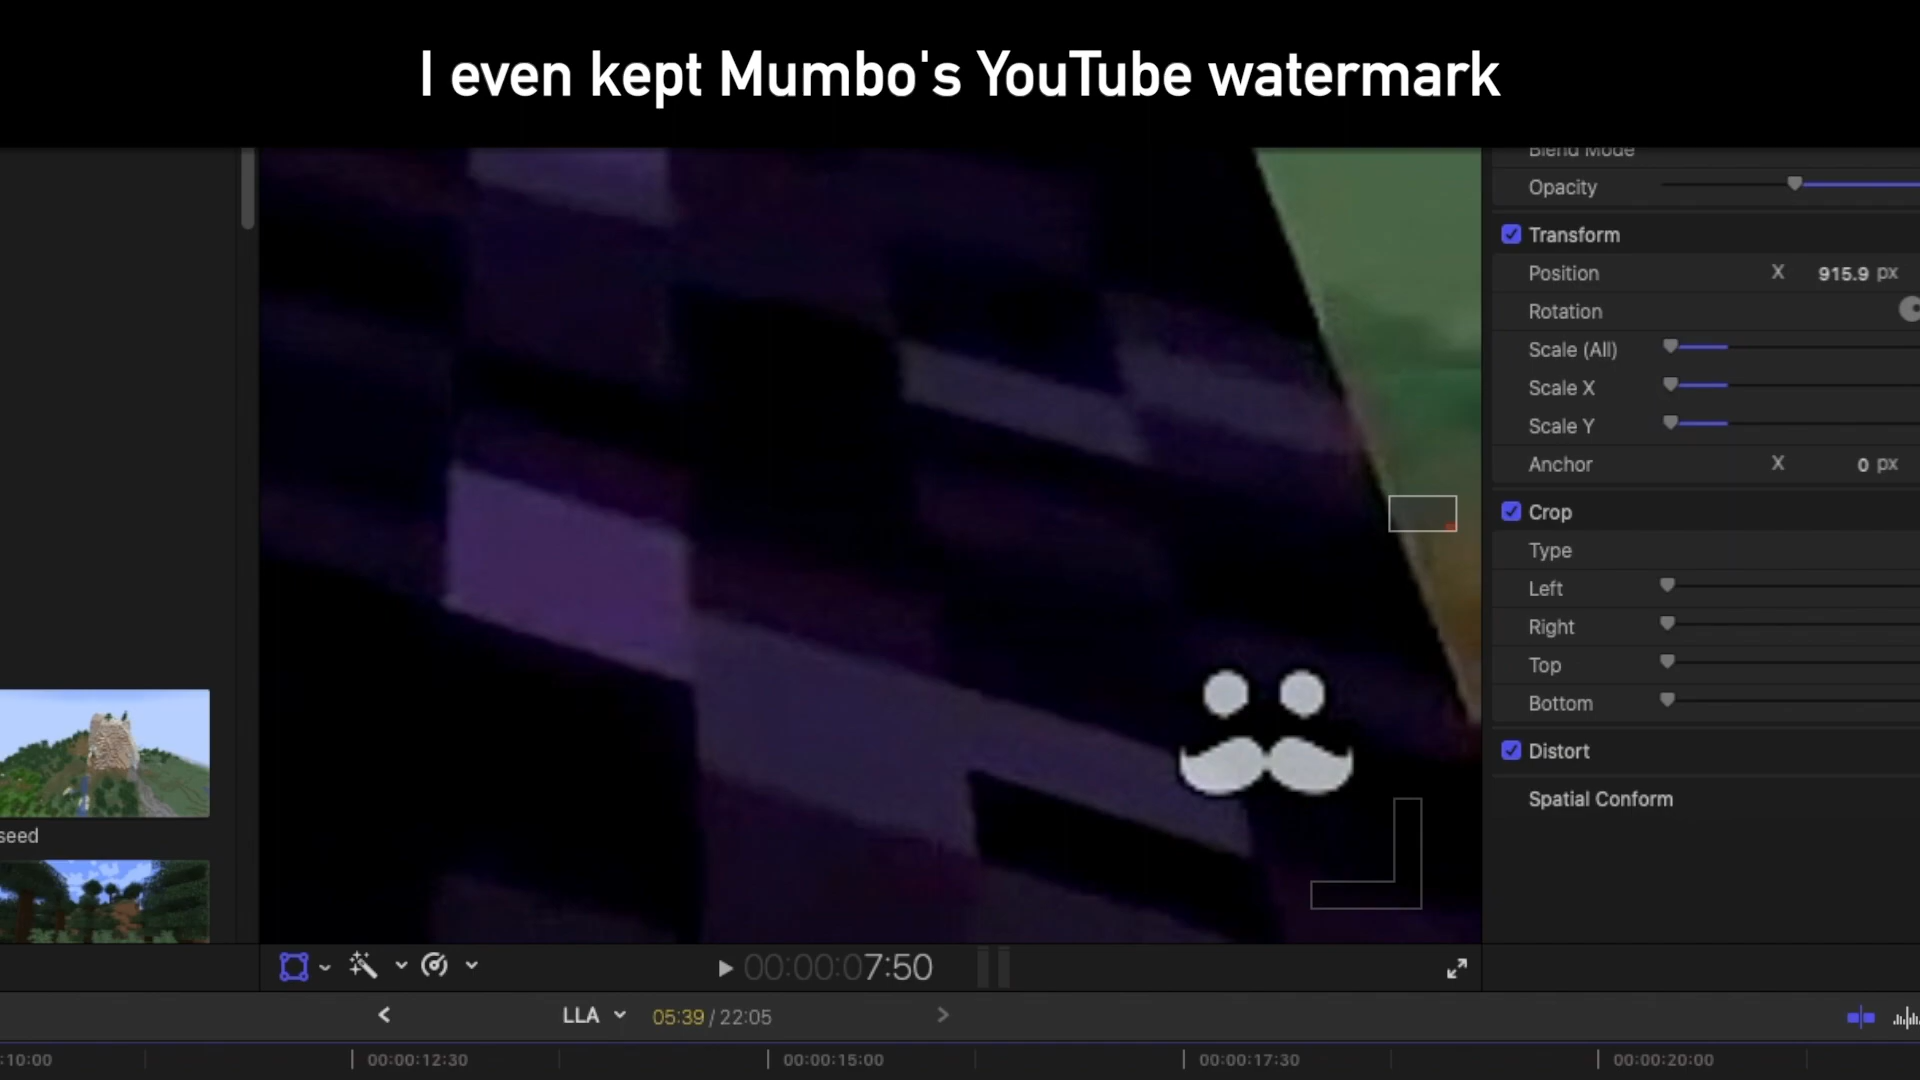 I even kept Mumbo's YouTube watermark
Blend Mode
Opacity
Transform
Position X 915.9 px
Rotation
Scale (All)
Scale X
Scale Y
Anchor X 0 px
Crop
Type
Left
Right
Top
Bottom
Distort
Spatial Conform
seed
00:00:07:50
LLA 05:39 / 22:05
:10:00 00:00:12:30 00:00:15:00 00:00:17:30 00:00:20:00